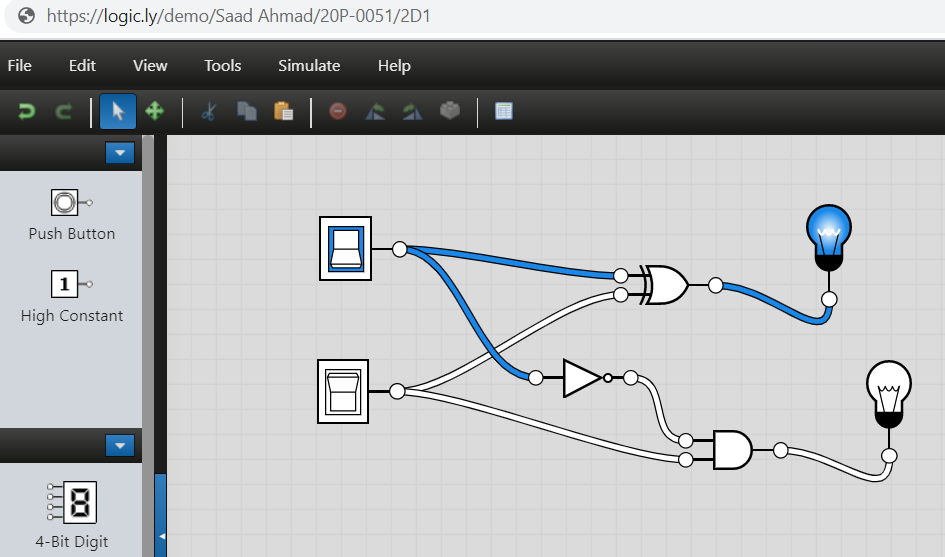 https://logic.ly/demo/Saad Ahmad/20P-0051/2D1
File Edit View Tools Simulate Help
Push Button
1
High Constant
8
4-Bit Digit